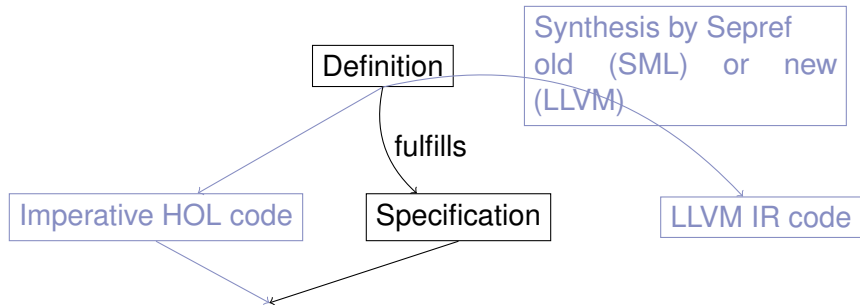 Synthesis by Sepref
old (SML) or new
(LLVM)
Definition
fulfills
Imperative HOL code
Specification
LLVM IR code